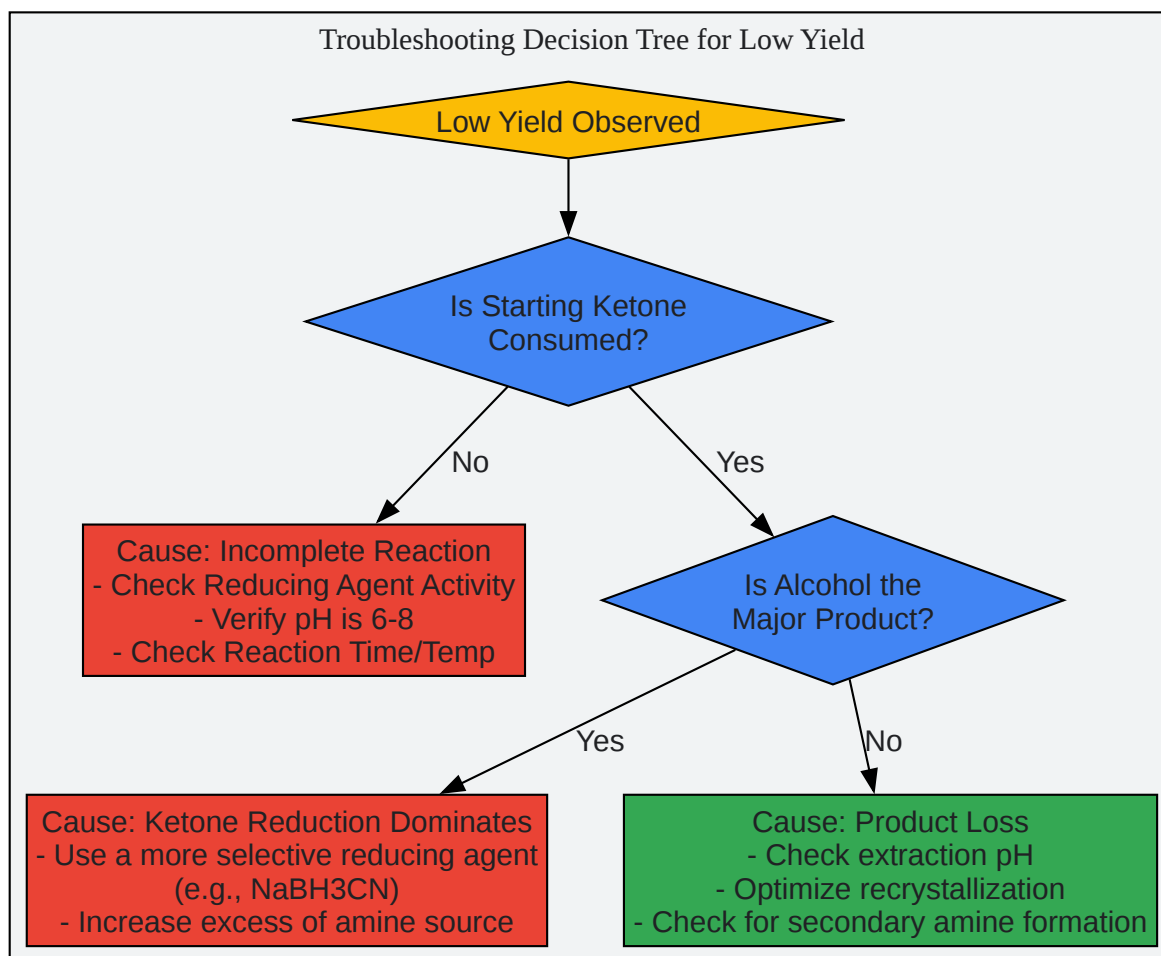 Troubleshooting Decision Tree for Low Yield
Low Yield Observed
Is Starting Ketone
Consumed?
No
Yes
Cause: Incomplete Reaction
- Check Reducing Agent Activity
- Verify pH is 6-8
- Check Reaction Time/Temp
Is Alcohol the
Major Product?
Yes
No
Cause: Ketone Reduction Dominates
- Use a more selective reducing agent
(e.g., NaBH3CN)
- Increase excess of amine source
Cause: Product Loss
- Check extraction pH
- Optimize recrystallization
- Check for secondary amine formation